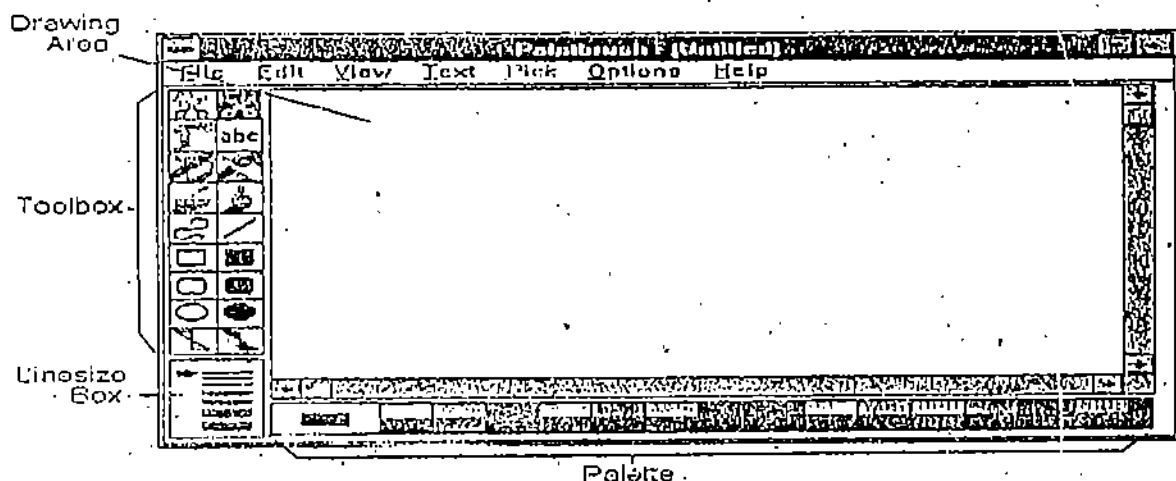 Drawing
Area
Paintbrush - (Untitled)
File Edit View Text Pick Options Help
abc
Toolbox
Linesize
Box
Palette